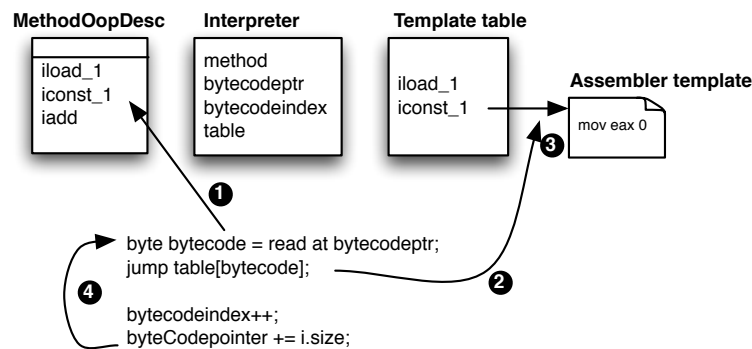 MethodOopDesc
iload_1
iconst_1
iadd
Interpreter
method
bytecodeptr
bytecodeindex
table
Template table
iload_1
iconst_1
Assembler template
mov eax 0
3
1
byte bytecode = read at bytecodeptr;
jump table[bytecode];
2
4
bytecodeindex++;
byteCodepointer += i.size;